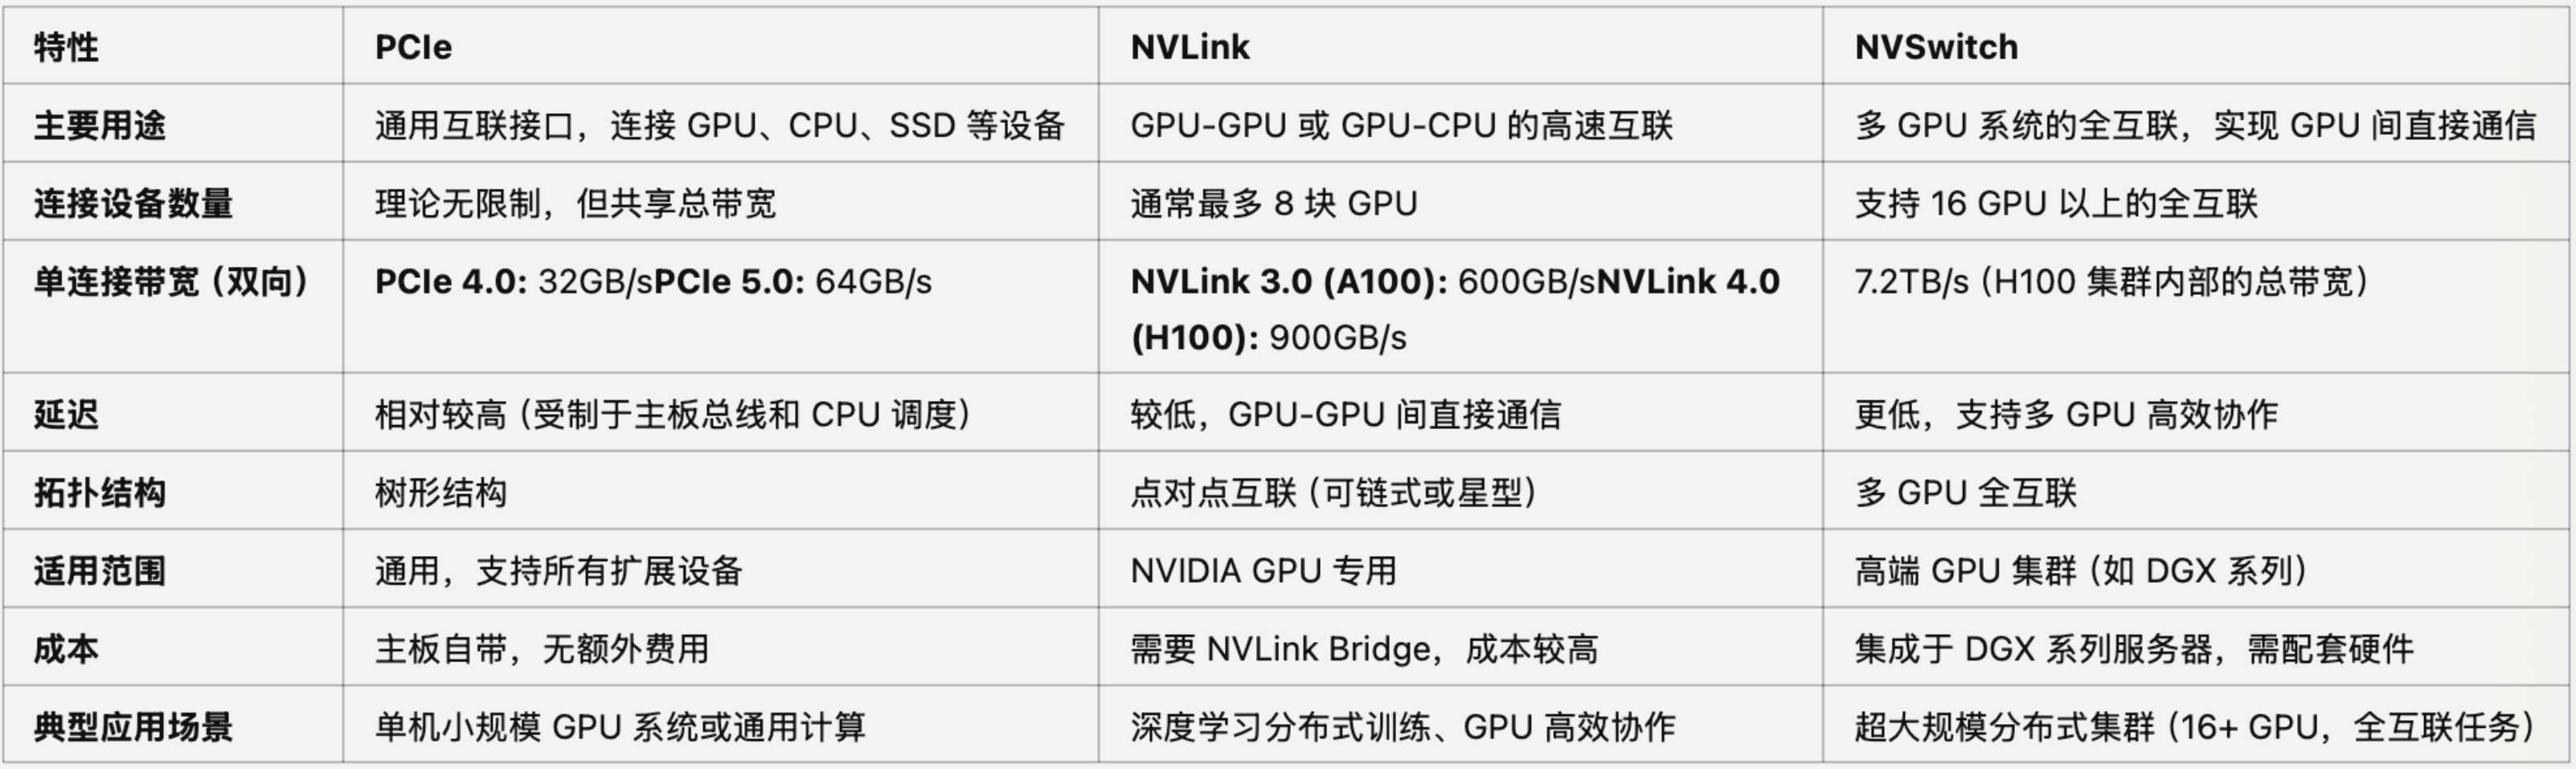 特性 PCIe NVLink NVSwitch
主要用途 通用互联接口，连接 GPU、CPU、SSD 等设备 GPU-GPU 或 GPU-CPU 的高速互联 多 GPU 系统的全互联，实现 GPU 间直接通信
连接设备数量 理论无限制，但共享总带宽 通常最多 8 块 GPU 支持 16 GPU 以上的全互联
单连接带宽（双向） PCIe 4.0: 32GB/sPCIe 5.0: 64GB/s NVLink 3.0 (A100): 600GB/sNVLink 4.0 7.2TB/s（H100 集群内部的总带宽）
(H100): 900GB/s
延迟 相对较高（受制于主板总线和 CPU 调度） 较低，GPU-GPU 间直接通信 更低，支持多 GPU 高效协作
拓扑结构 树形结构 点对点互联（可链式或星型） 多 GPU 全互联
适用范围 通用，支持所有扩展设备 NVIDIA GPU 专用 高端 GPU 集群（如 DGX 系列）
成本 主板自带，无额外费用 需要 NVLink Bridge，成本较高 集成于 DGX 系列服务器，需配套硬件
典型应用场景 单机小规模 GPU 系统或通用计算 深度学习分布式训练、GPU 高效协作 超大规模分布式集群（16+ GPU，全互联任务）